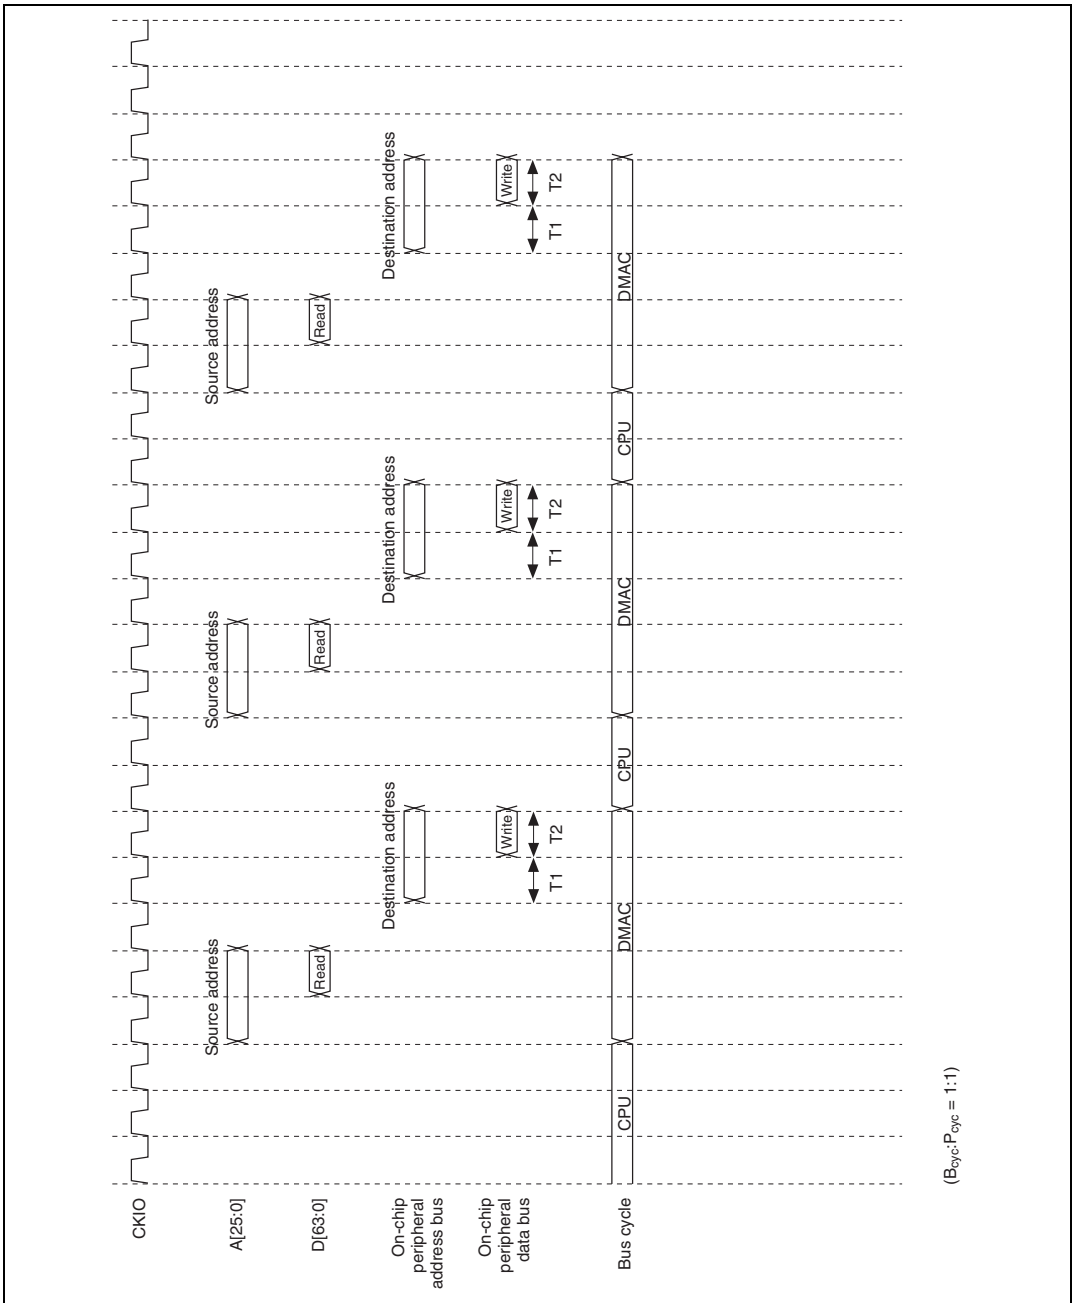 CKIO
A[25:0]
Source address
Source address
Source address
D[63:0]
Read
Read
Read
On-chip
peripheral
address bus
Destination address
Destination address
Destination address
On-chip
peripheral
data bus
Write
Write
Write
T1
T2
T1
T2
T1
T2
Bus cycle
CPU
DMAC
CPU
DMAC
CPU
DMAC
(Bcyc:Pcyc = 1:1)